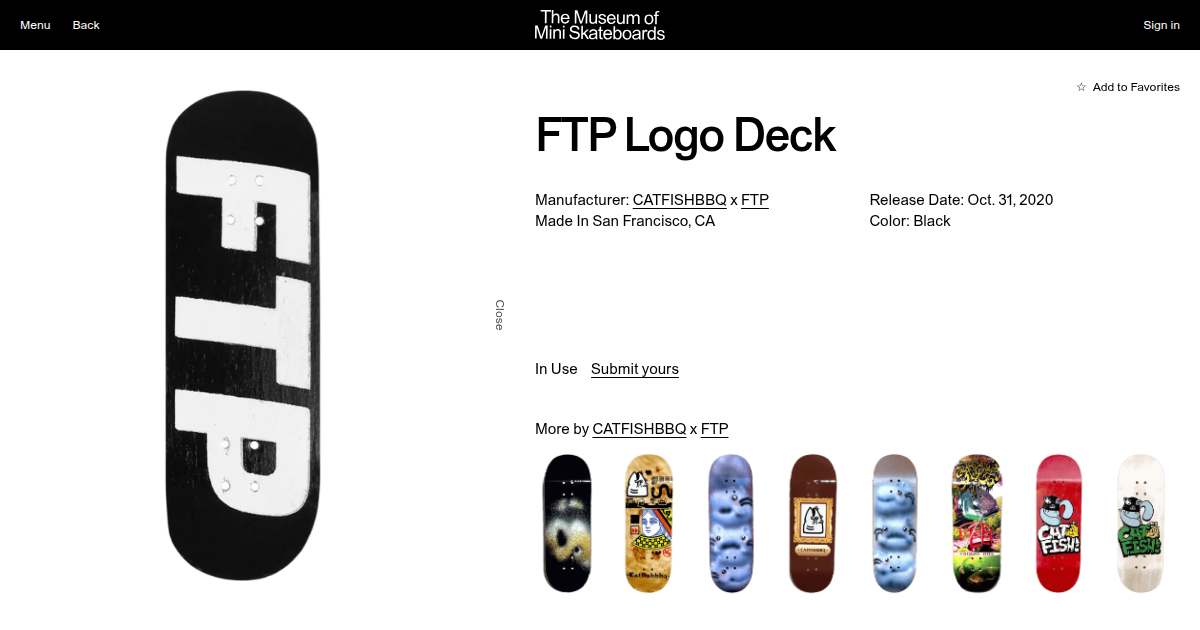 Menu
Back
The Museum of
Mini Skateboards
Sign in
☆ Add to Favorites
FTP
FTP Logo Deck
Manufacturer: CATFISHBBQ x FTP
Made In San Francisco, CA
Release Date: Oct. 31, 2020
Color: Black
Close
In Use
Submit yours
More by CATFISHBBQ x FTP
CatfishbbQ
CATFISHBBQ
CAT
FISH!
CAT
FISH!